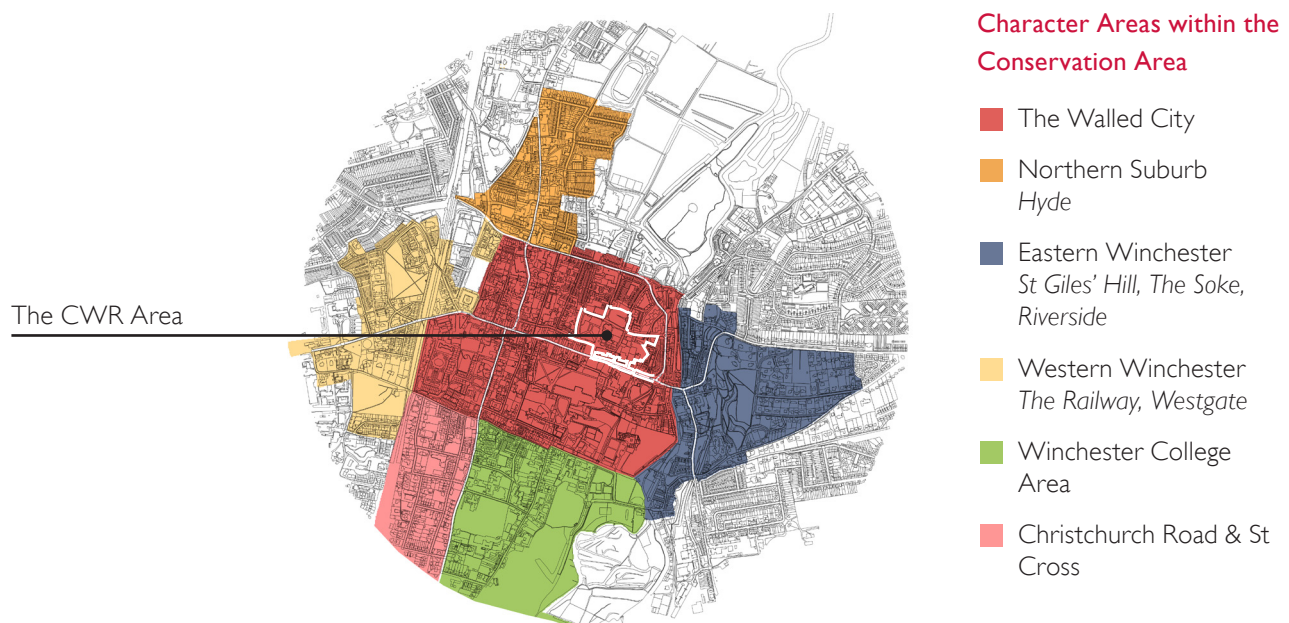 The CWR Area
Character Areas within the
Conservation Area
The Walled City
Northern Suburb
Hyde
Eastern Winchester
St Giles’ Hill, The Soke,
Riverside
Western Winchester
The Railway, Westgate
Winchester College
Area
Christchurch Road & St
Cross